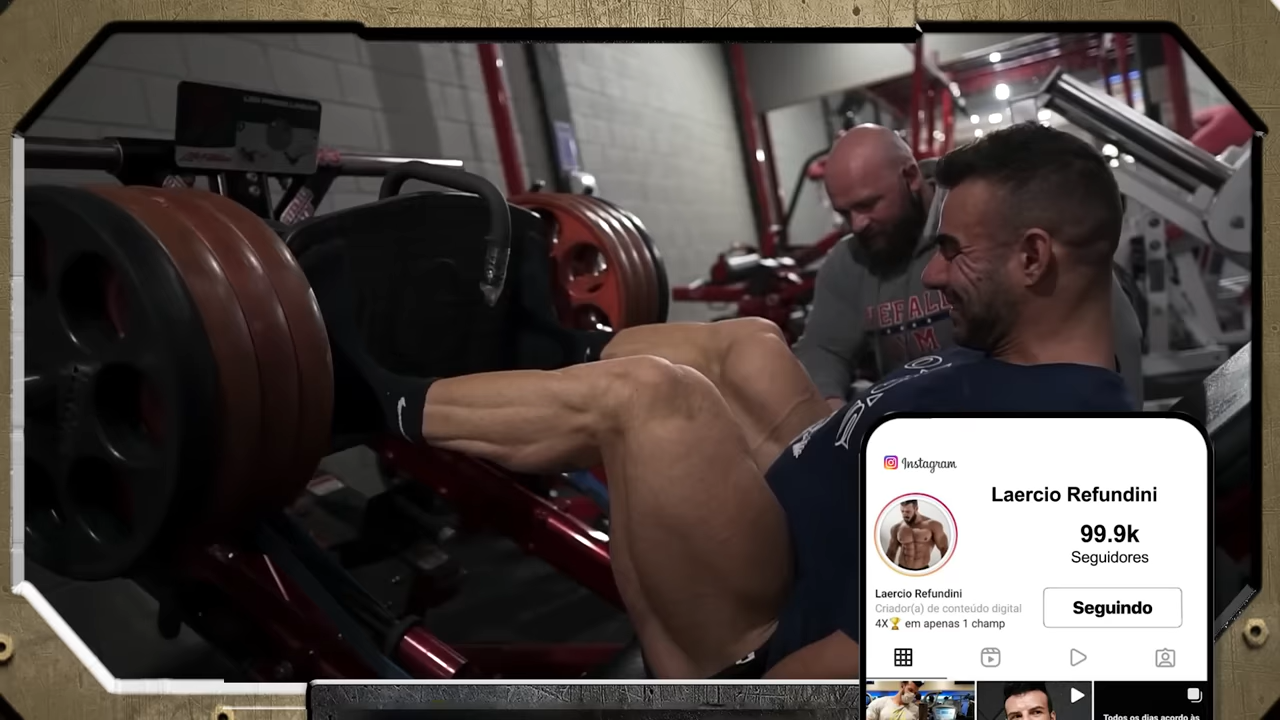 Instagram
Laercio Refundini
99.9k
Seguidores
Laercio Refundini
Criador(a) de conteúdo digital
4X🏆 em apenas 1 champ
Seguindo
Todos os dias acordo às